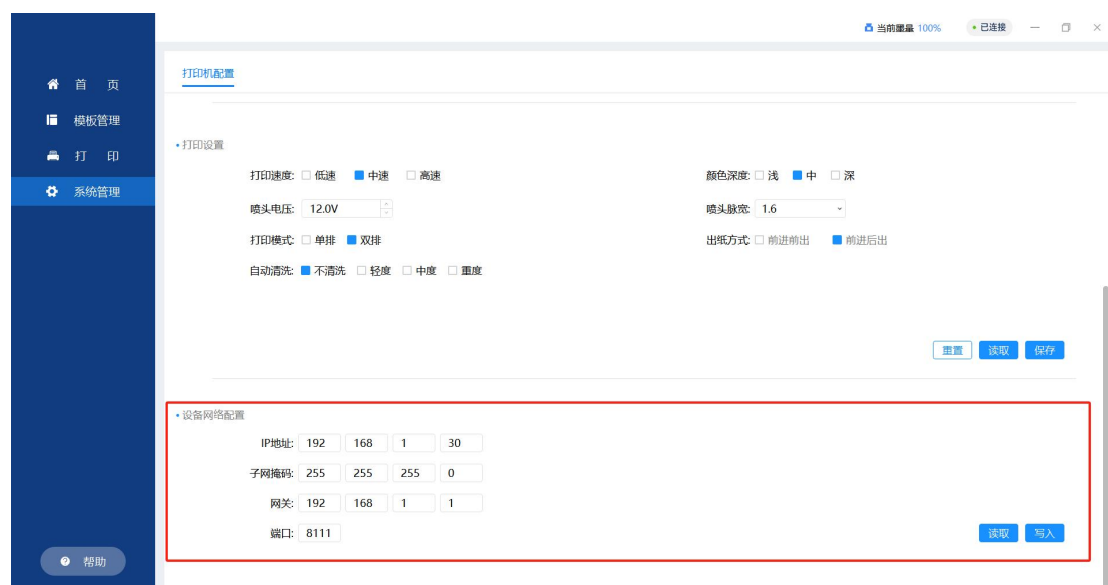 当前墨量 100% 已连接
打印机配置
首 页
模板管理
打 印
系统管理
打印设置
打印速度: 低速 中速 高速 颜色深度: 浅 中 深
喷头电压: 12.0V 喷头脉宽: 1.6
打印模式: 单排 双排 出纸方式: 前进前出 前进后出
自动清洗: 不清洗 轻度 中度 重度
重置 读取 保存
设备网络配置
IP地址: 192 168 1 30
子网掩码: 255 255 255 0
网关: 192 168 1 1
端口: 8111
读取 写入
帮助